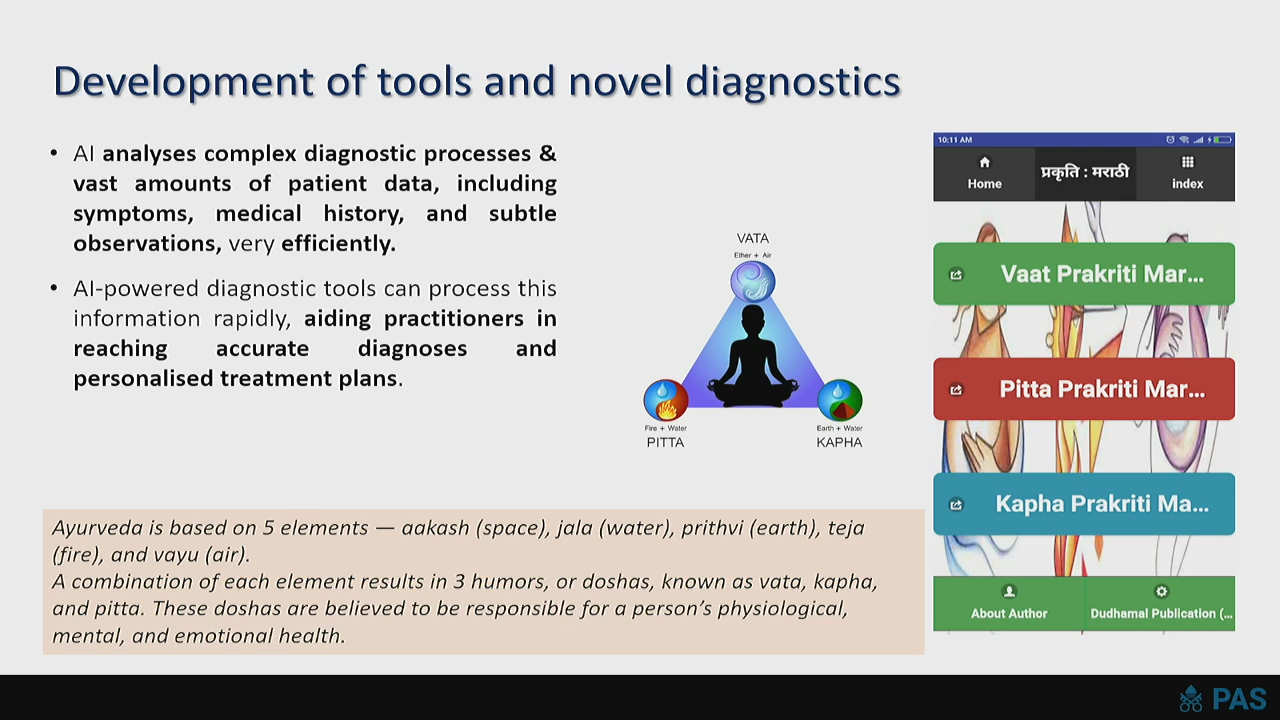 Development of tools and novel diagnostics
• AI analyses complex diagnostic processes &
vast amounts of patient data, including
symptoms, medical history, and subtle
observations, very efficiently.
• AI-powered diagnostic tools can process this
information rapidly, aiding practitioners in
reaching accurate diagnoses and
personalised treatment plans.
VATA
Ether + Air
Fire + Water
PITTA
Earth + Water
KAPHA
10:11 AM
Home
प्रकृति : मराठी
index
Vaat Prakriti Mar...
Pitta Prakriti Mar...
Kapha Prakriti Ma...
About Author
Dudhamal Publication (...
Ayurveda is based on 5 elements — aakash (space), jala (water), prithvi (earth), teja
(fire), and vayu (air).
A combination of each element results in 3 humors, or doshas, known as vata, kapha,
and pitta. These doshas are believed to be responsible for a person's physiological,
mental, and emotional health.
PAS